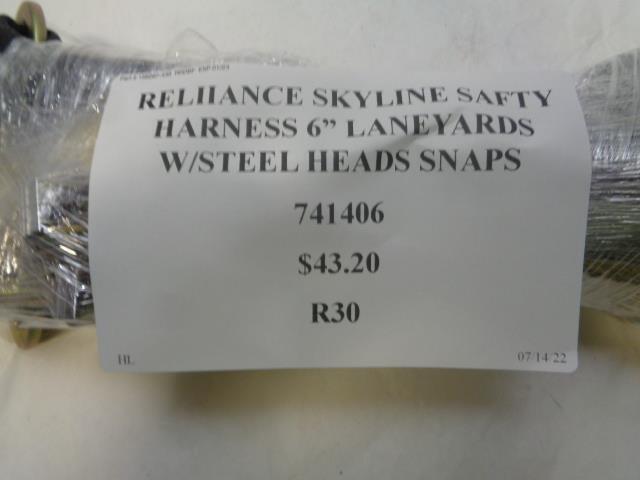 RELIIANCE SKYLINE SAFTY
HARNESS 6” LANEYARDS
W/STEEL HEADS SNAPS
741406
$43.20
R30
HL
07/14/22